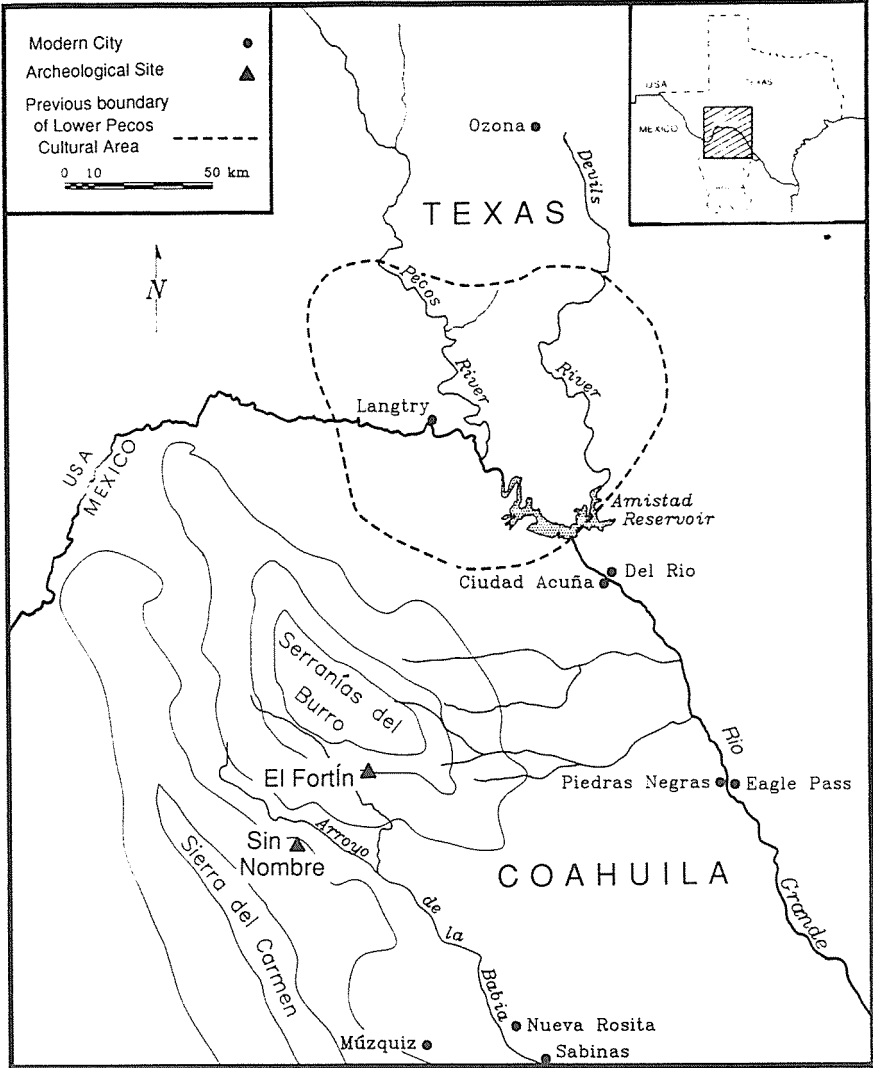 Modern City
Archeological Site
Previous boundary
of Lower Pecos
Cultural Area
0 10 50 km
USA
TEXAS
MEXICO
Ozona
Devils
TEXAS
N
Pecos
River
River
Langtry
USA
MEXICO
Amistad
Reservoir
Del Rio
Ciudad Acuña
Serranías del
Burro
Rio
El Fortín
Piedras Negras
Eagle Pass
Arroyo
Sin
Nombre
COAHUILA
Sierra del Carmen
de
la
Grande
Babia
Nueva Rosita
Múzquiz
Sabinas